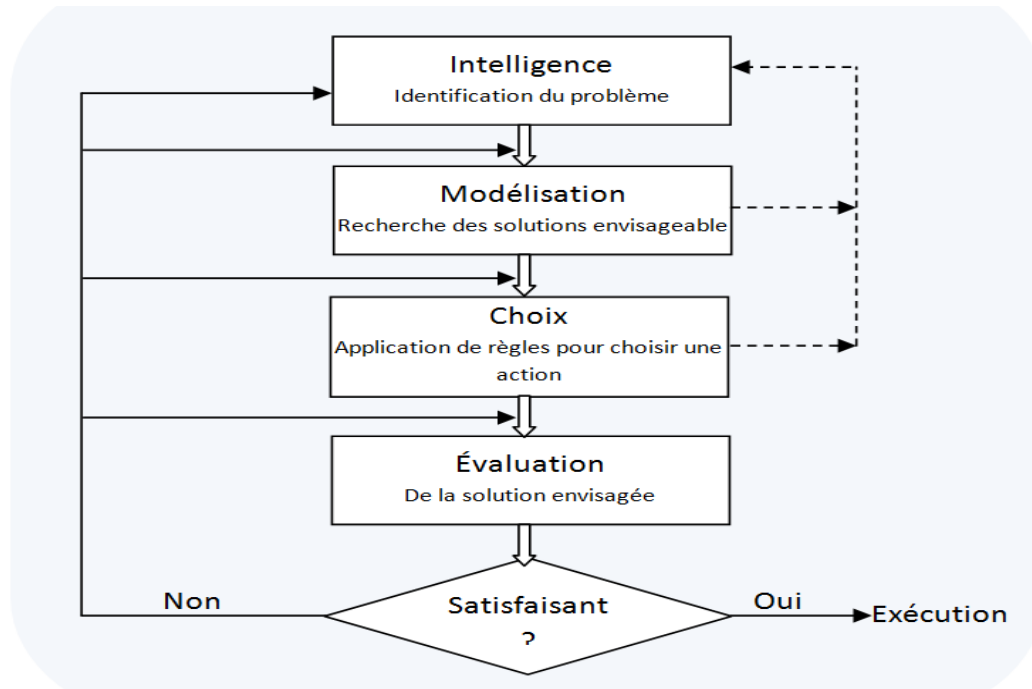 Intelligence
Identification du problème
Modélisation
Recherche des solutions envisageable
Choix
Application de règles pour choisir une
action
Évaluation
De la solution envisagée
Non
Satisfaisant
?
Oui
Exécution